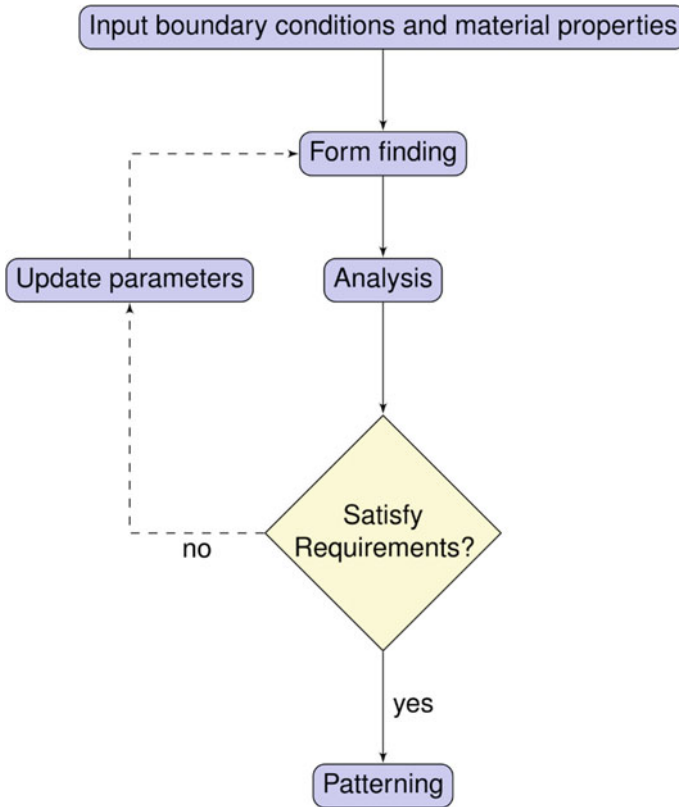 Input boundary conditions and material properties
Form finding
Update parameters
Analysis
Satisfy
Requirements?
no
yes
Patterning